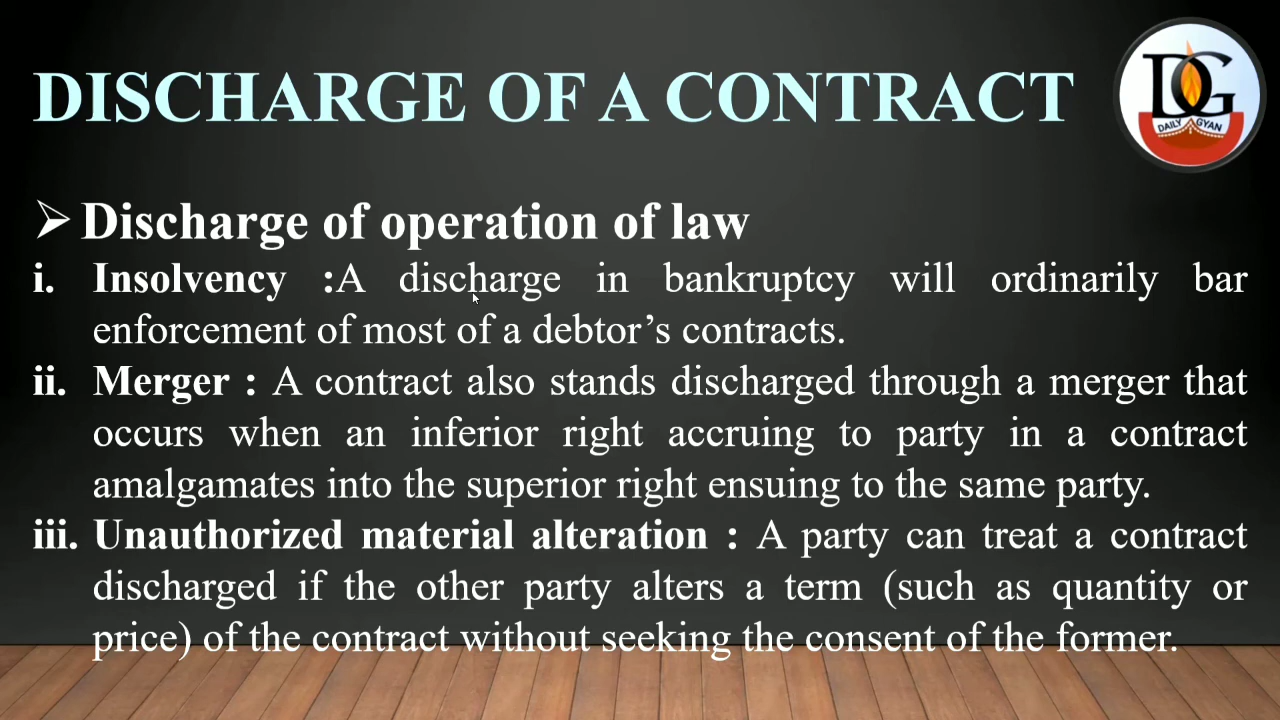 DISCHARGE OF A CONTRACT
DG
DAILY GYAN
➢ Discharge of operation of law
i. Insolvency :A discharge in bankruptcy will ordinarily bar
enforcement of most of a debtor’s contracts.
ii. Merger : A contract also stands discharged through a merger that
occurs when an inferior right accruing to party in a contract
amalgamates into the superior right ensuing to the same party.
iii. Unauthorized material alteration : A party can treat a contract
discharged if the other party alters a term (such as quantity or
price) of the contract without seeking the consent of the former.